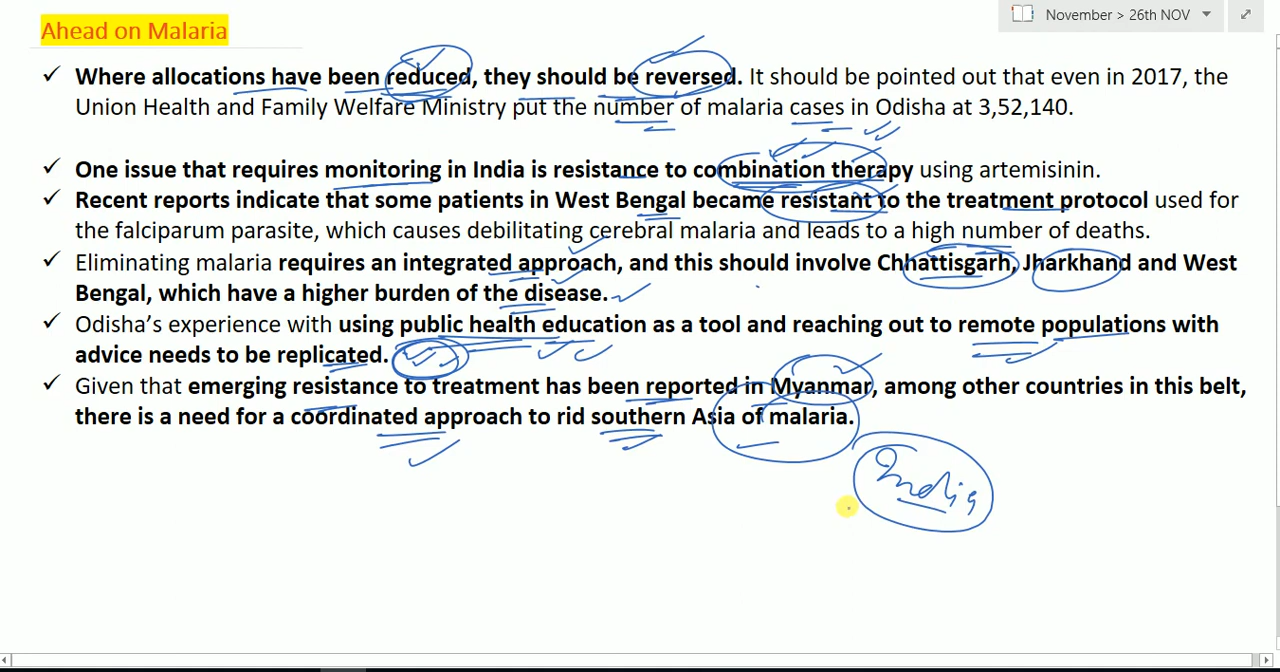 November > 26th NOV
Ahead on Malaria
✓ Where allocations have been reduced, they should be reversed. It should be pointed out that even in 2017, the
Union Health and Family Welfare Ministry put the number of malaria cases in Odisha at 3,52,140.
✓ One issue that requires monitoring in India is resistance to combination therapy using artemisinin.
✓ Recent reports indicate that some patients in West Bengal became resistant to the treatment protocol used for
the falciparum parasite, which causes debilitating cerebral malaria and leads to a high number of deaths.
✓ Eliminating malaria requires an integrated approach, and this should involve Chhattisgarh, Jharkhand and West
Bengal, which have a higher burden of the disease.
✓ Odisha’s experience with using public health education as a tool and reaching out to remote populations with
advice needs to be replicated.
✓ Given that emerging resistance to treatment has been reported in Myanmar, among other countries in this belt,
there is a need for a coordinated approach to rid southern Asia of malaria.
India